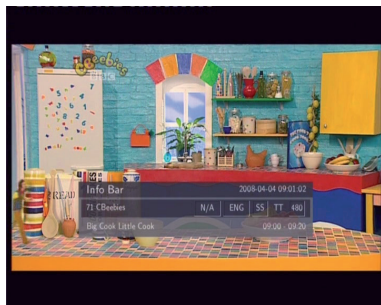 CBeebies
Info Bar 2008-04-04 09:01:02
71 CBeebies N/A ENG SS TT 480
Big Cook Little Cook 09:00 - 09:20
READ